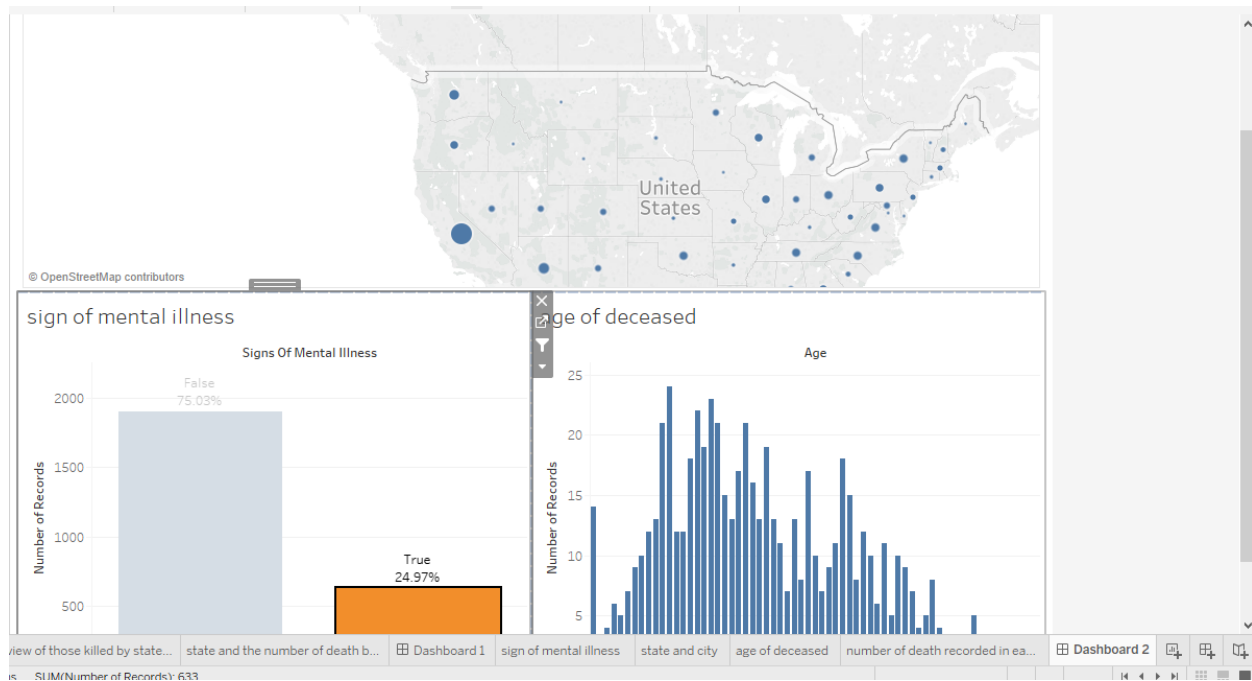 United
States
© OpenStreetMap contributors
sign of mental illness
Signs Of Mental Illness
False
75.03%
2000
1500
1000
500
Number of Records
True
24.97%
age of deceased
Age
25
20
15
10
5
Number of Records
view of those killed by state... state and the number of death b... Dashboard 1 sign of mental illness state and city age of deceased number of death recorded in ea... Dashboard 2
SUM(Number of Records): 633